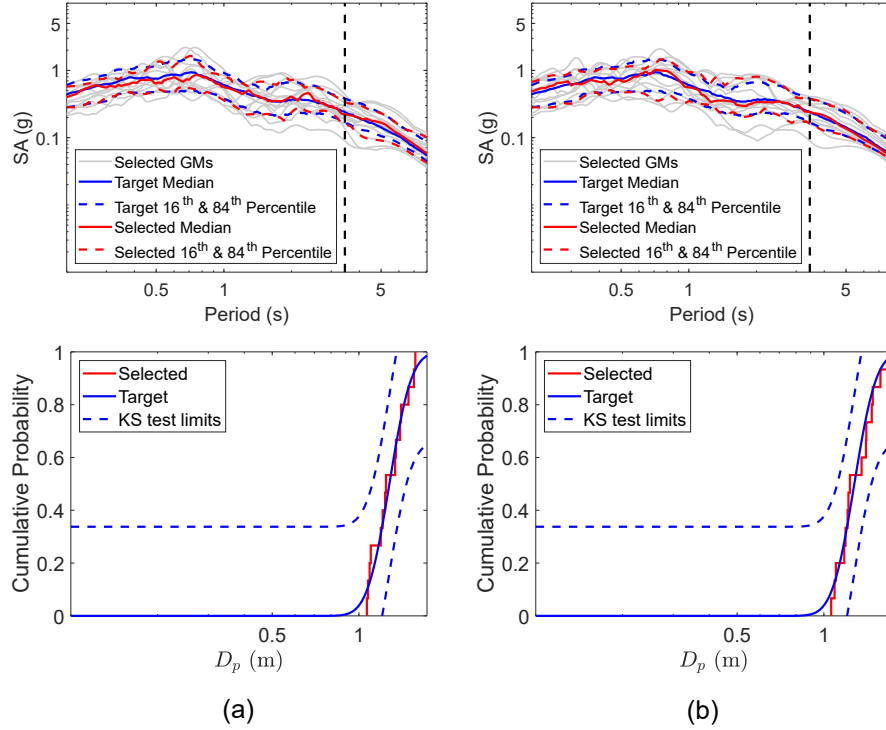 5
1
0.1
SA (g)
Selected GMs
Target Median
Target 16th & 84th Percentile
Selected Median
Selected 16th & 84th Percentile
0.5
1
5
Period (s)
5
1
0.1
SA (g)
Selected GMs
Target Median
Target 16th & 84th Percentile
Selected Median
Selected 16th & 84th Percentile
0.5
1
5
Period (s)
1
0.8
0.6
0.4
0.2
0
Cumulative Probability
Selected
Target
KS test limits
0.5
1
Dp (m)
(a)
1
0.8
0.6
0.4
0.2
0
Cumulative Probability
Selected
Target
KS test limits
0.5
1
Dp (m)
(b)